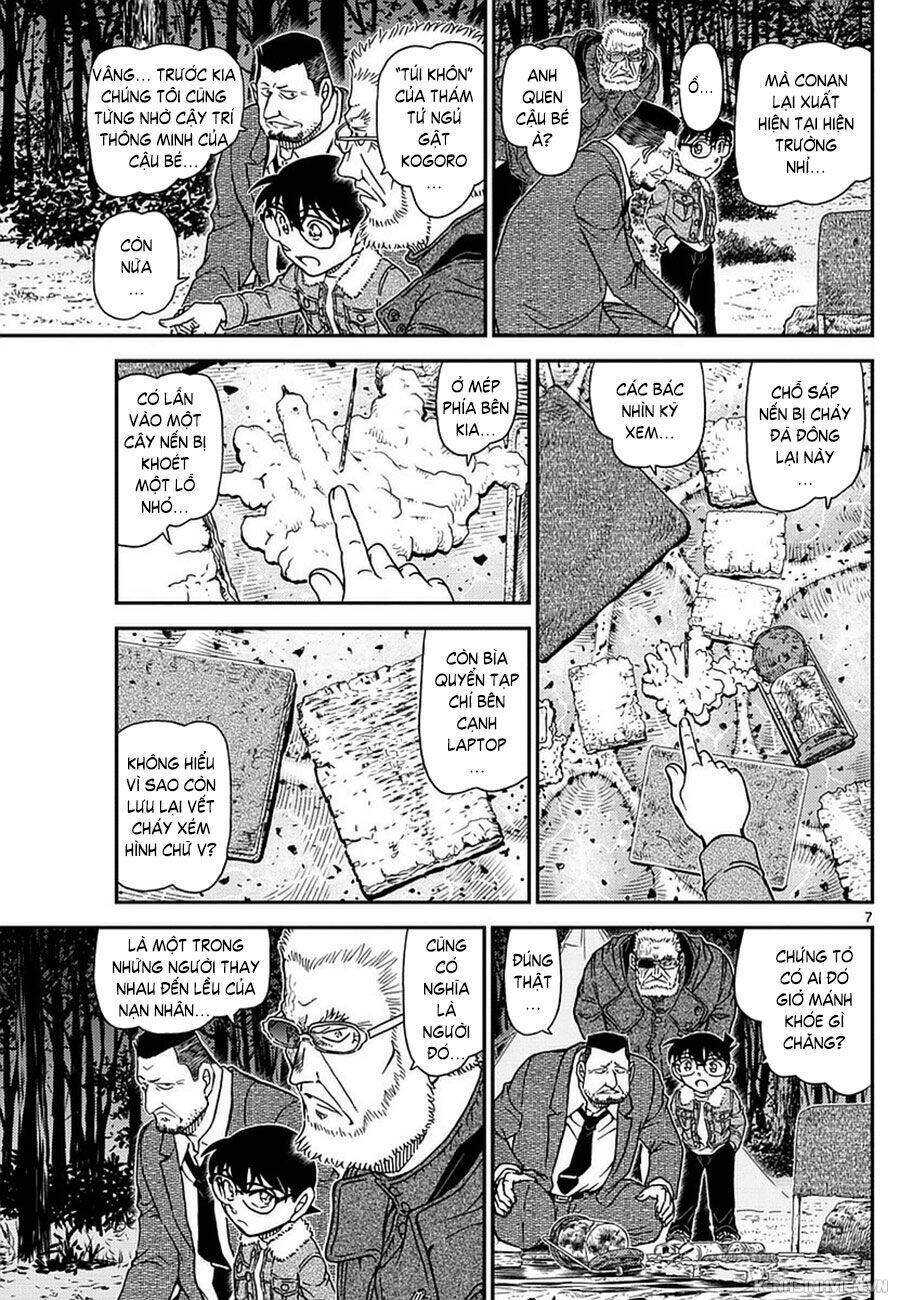 MÀ CONAN
LẠI XUẤT
HIỆN TẠI HIỆN
TRƯỜNG
NHỈ...
Ồ...
ANH
QUEN
CẬU BÉ
À?
"TÚI KHÔN"
CỦA THÁM
TỬ NGỦ
GẬT
KOGORO
...
VÂNG... TRƯỚC KIA
CHÚNG TÔI CŨNG
TỪNG NHỜ CẬY TRÍ
THÔNG MINH CỦA
CẬU BÉ...
CÒN
NỮA
...
CHỖ SÁP
NẾN BỊ CHÁY
ĐÃ ĐÔNG
LẠI NÀY
...
CÁC BÁC
NHÌN KỸ
XEM...
Ở MÉP
PHÍA BÊN
KIA...
CÓ LẪN
VÀO MỘT
CÂY NẾN BỊ
KHOÉT
MỘT LỖ
NHỎ...
CÒN BÌA
QUYỂN TẠP
CHÍ BÊN
CẠNH
LAPTOP
...
KHÔNG HIỂU
VÌ SAO CÒN
LƯU LẠI VẾT
CHÁY XÉM
HÌNH CHỮ V?
7
CHỨNG TỎ
CÓ AI ĐÓ
GIỞ MÁNH
KHÓE GÌ
CHĂNG?
ĐÚNG
THẬT
...
CŨNG
CÓ
NGHĨA
LÀ
NGƯỜI
ĐÓ...
LÀ MỘT TRONG
NHỮNG NGƯỜI THAY
NHAU ĐẾN LỀU CỦA
NẠN NHÂN...